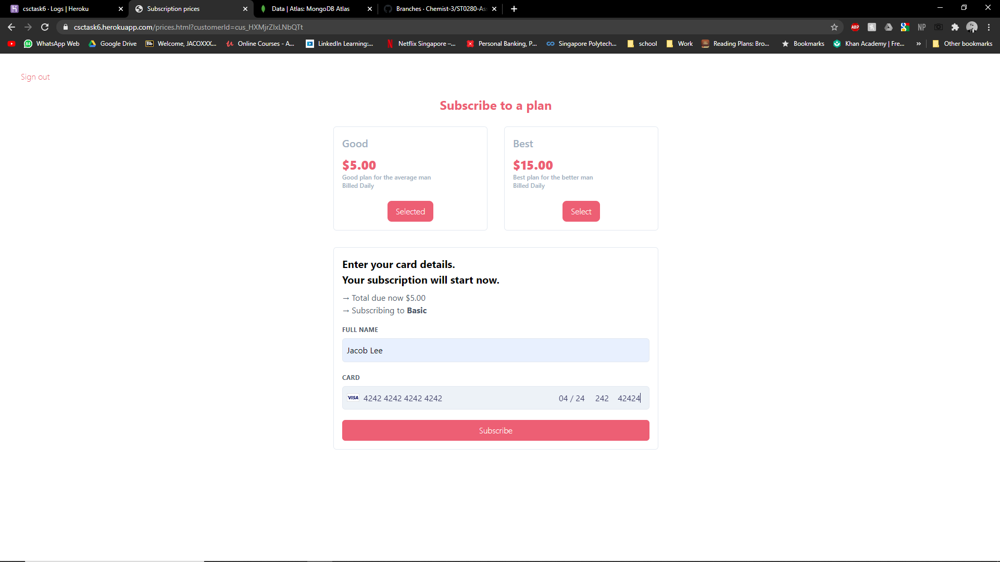 csctask6 · Logs | Heroku
Subscription prices
Data | Atlas: MongoDB Atlas
Branches · Chemist-3/ST0280-As
csctask6.herokuapp.com/prices.html?customerId=cus_HXMjrZIxLNbQTt
ABP
NP
84 WhatsApp Web
Google Drive
Bb Welcome, JACOXXX...
Online Courses - A...
LinkedIn Learning:...
Netflix Singapore –...
Personal Banking, P...
Singapore Polytech...
school
Work
Reading Plans: Bro...
Bookmarks
Khan Academy | Fre...
»
Other bookmarks
Sign out
Subscribe to a plan
Good
$5.00
Good plan for the average man
Billed Daily
Selected
Best
$15.00
Best plan for the better man
Billed Daily
Select
Enter your card details.
Your subscription will start now.
→ Total due now $5.00
→ Subscribing to Basic
FULL NAME
Jacob Lee
CARD
VISA 4242 4242 4242 4242 04 / 24 242 42424
Subscribe